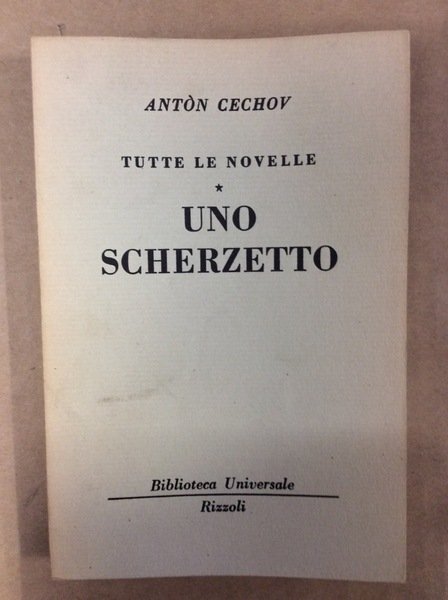 ANTÒN CECHOV
TUTTE LE NOVELLE
★
UNO
SCHERZETTO
Biblioteca Universale
Rizzoli